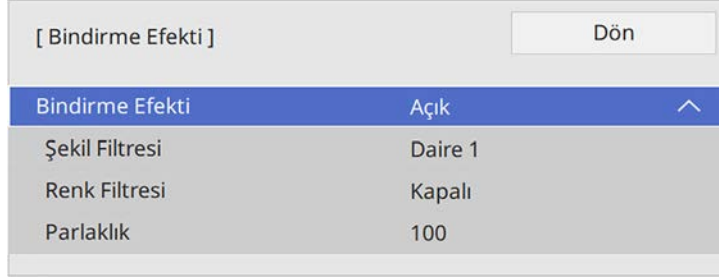 [ Bindirme Efekti ] Dön
Bindirme Efekti Açık
Şekil Filtresi Daire 1
Renk Filtresi Kapalı
Parlaklık 100